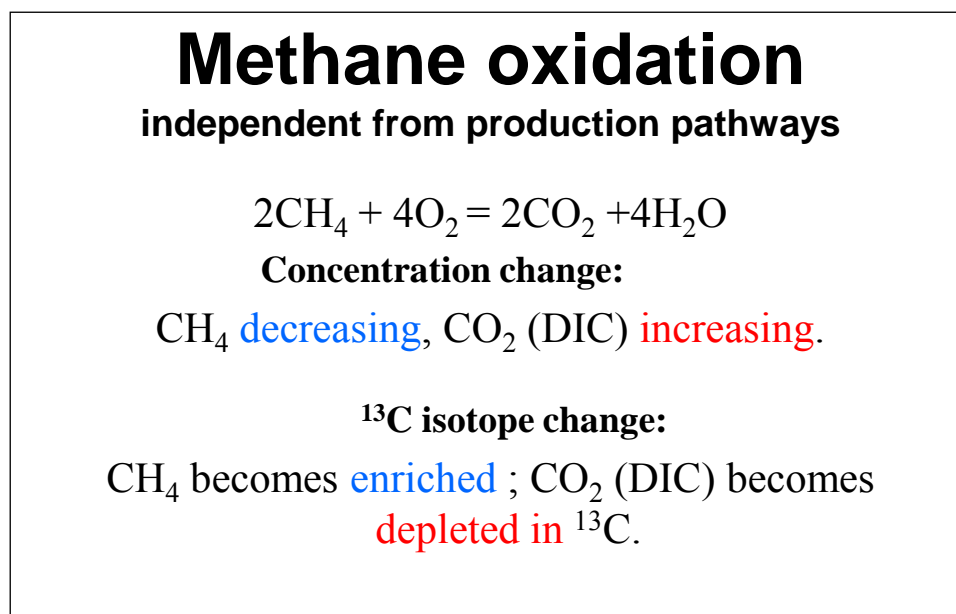 Methane oxidation
independent from production pathways
2CH₄ + 4O₂ = 2CO₂ +4H₂O
Concentration change:
CH₄ decreasing, CO₂ (DIC) increasing.
¹³C isotope change:
CH₄ becomes enriched ; CO₂ (DIC) becomes
depleted in ¹³C.